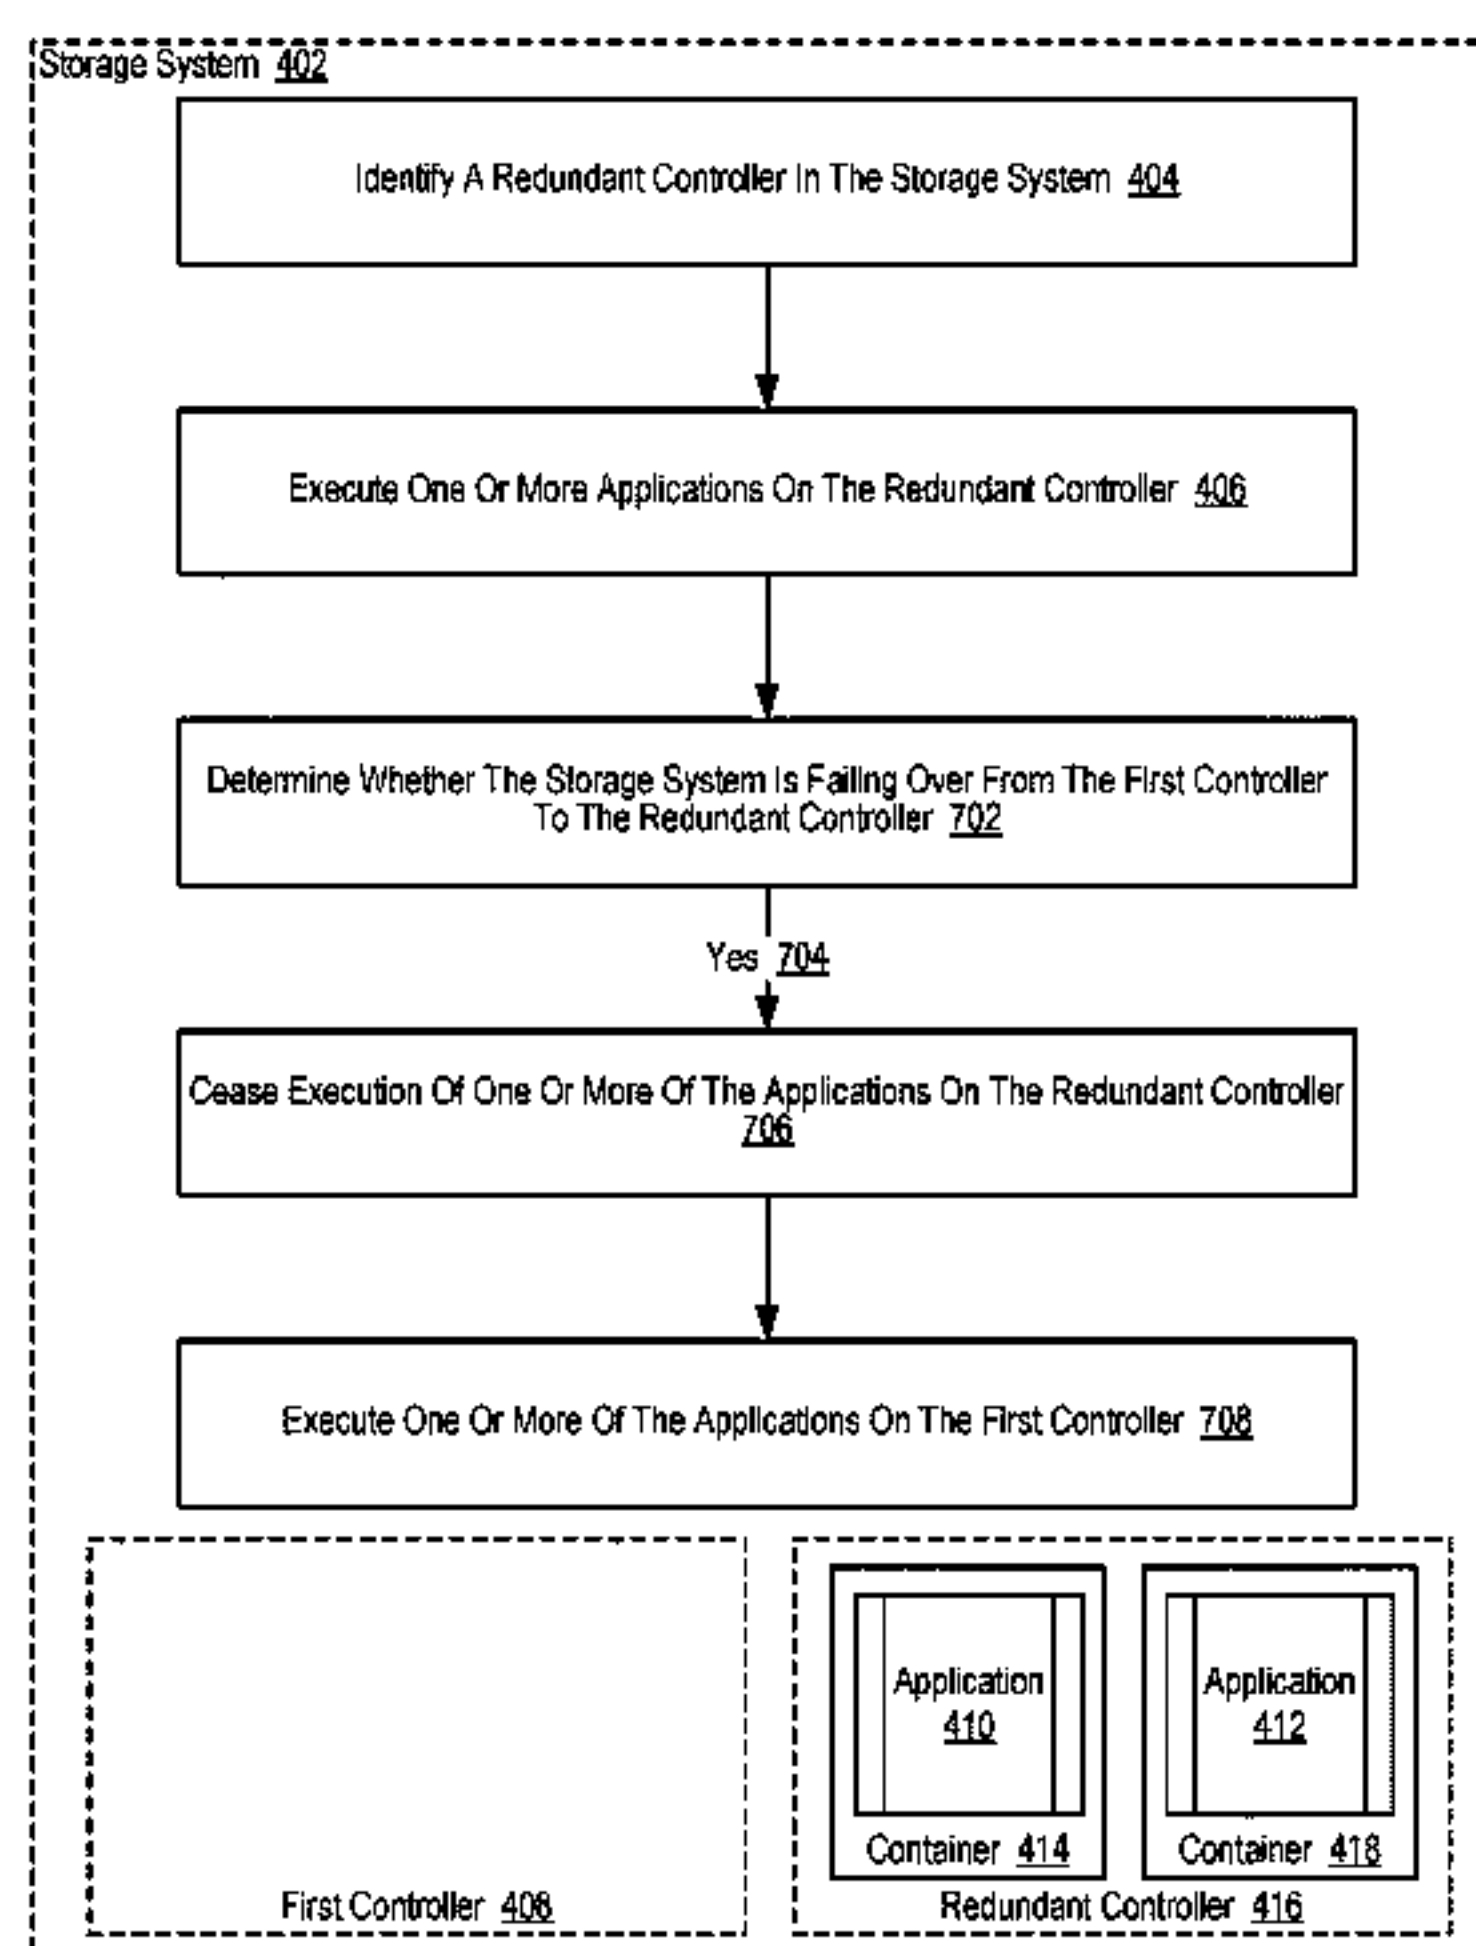 Storage System 402
Identify A Redundant Controller In The Storage System 404
Execute One Or More Applications On The Redundant Controller 406
Determine Whether The Storage System Is Failing Over From The First Controller
To The Redundant Controller 702
Yes 704
Cease Execution Of One Or More Of The Applications On The Redundant Controller
706
Execute One Or More Of The Applications On The First Controller 708
Application
410
Application
412
Container 414
Container 418
First Controller 408
Redundant Controller 416